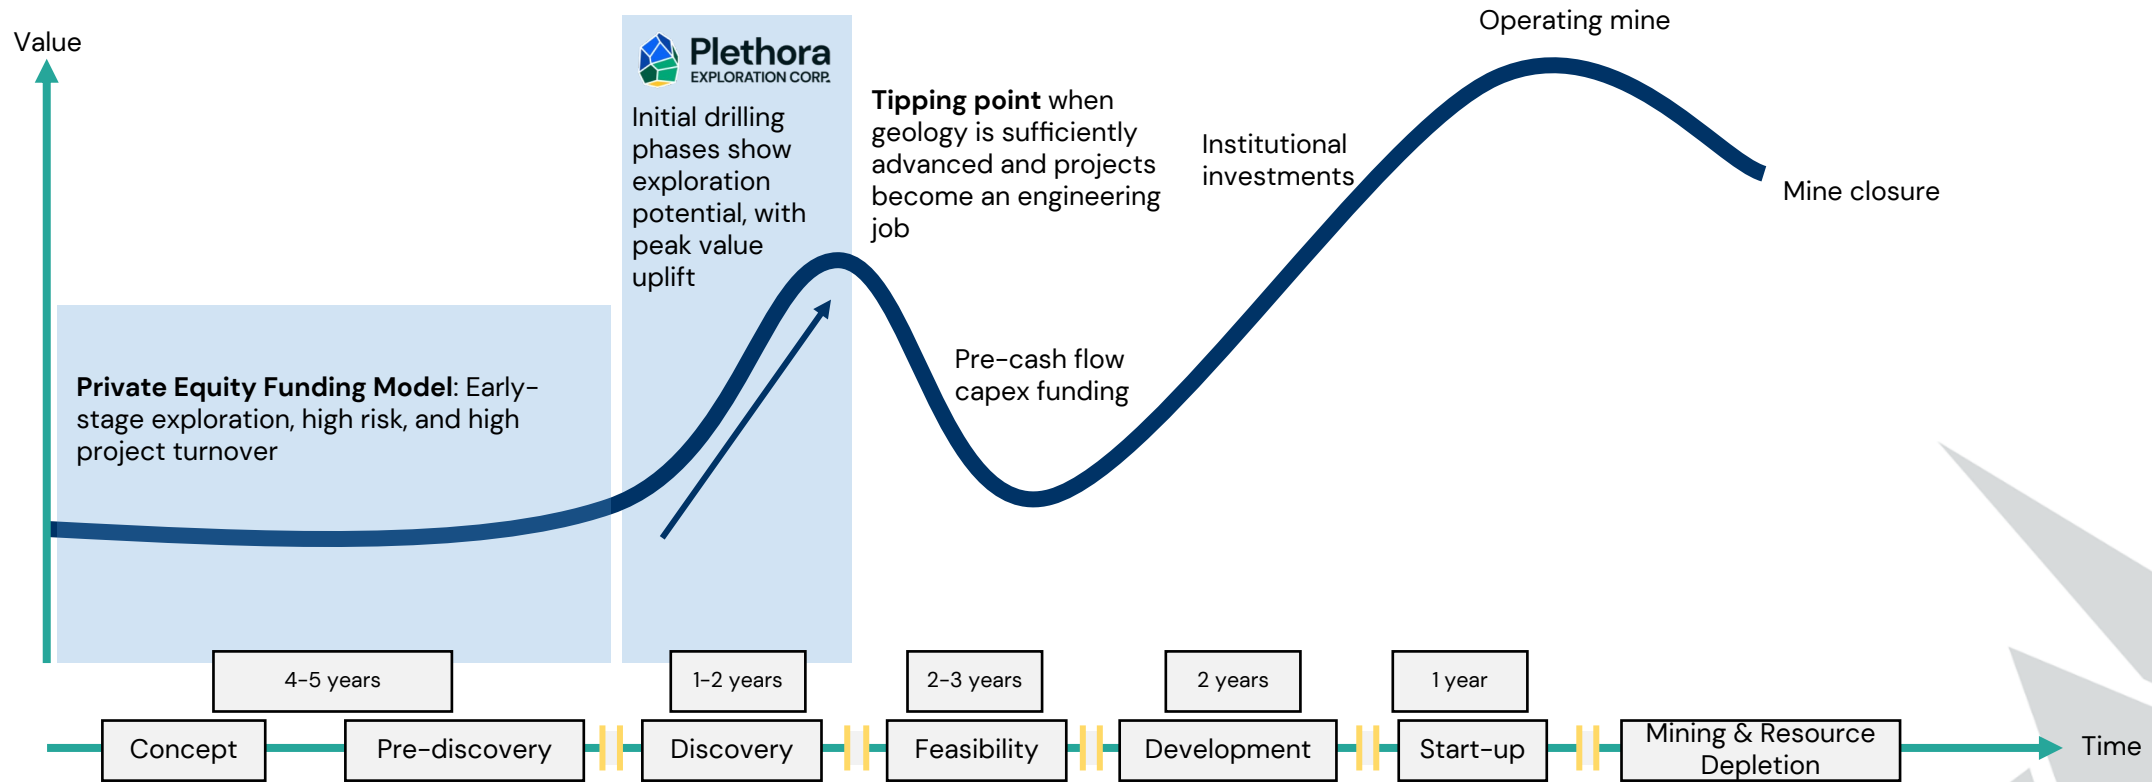 Value
Plethora
EXPLORATION CORP.
Initial drilling
phases show
exploration
potential, with
peak value
uplift
Tipping point when
geology is sufficiently
advanced and projects
become an engineering
job
Operating mine
Institutional
investments
Mine closure
Private Equity Funding Model: Early-
stage exploration, high risk, and high
project turnover
Pre-cash flow
capex funding
4-5 years
1-2 years
2-3 years
2 years
1 year
Concept
Pre-discovery
Discovery
Feasibility
Development
Start-up
Mining & Resource
Depletion
Time